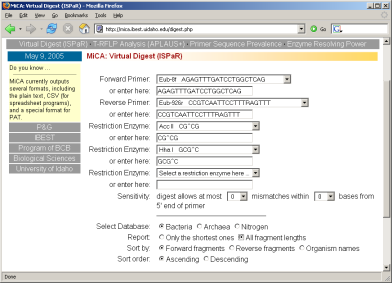 MiCA: Virtual Digest (ISPaR) - Mozilla Firefox
File Edit View Go Bookmarks Tools Help
http://mica.ibest.uidaho.edu/digest.php
Go
Virtual Digest (ISPaR) T-RFLP Analysis (APLAUS+) Primer Sequence Prevalence Enzyme Resolving Power
May 9, 2005
MiCA: Virtual Digest (ISPaR)
Do you know ...
MiCA currently outputs
several formats, including
the plain text, CSV (for
spreadsheet programs),
and a special format for
PAT.
P&G
IBEST
Program of BCB
Biological Sciences
University of Idaho
Forward Primer: Eub-8f AGAGTTTGATCCTGGCTCAG
or enter here: AGAGTTTGATCCTGGCTCAG
Reverse Primer: Eub-926r CCGTCAATTCCTTTRAGTTT
or enter here: CCGTCAATTCCTTTRAGTTT
Restriction Enzyme: Acc II CG^CG
or enter here: CG^CG
Restriction Enzyme: Hha I GCG^C
or enter here: GCG^C
Restriction Enzyme: Select a restriction enzyme here ...
or enter here:
Sensitivity: digest allows at most 0 mismatches within 0 bases from
5' end of primer
Select Database: Bacteria Archaea Nitrogen
Report: Only the shortest ones All fragment lengths
Sort by: Forward fragments Reverse fragments Organism names
Sort order: Ascending Descending
Done